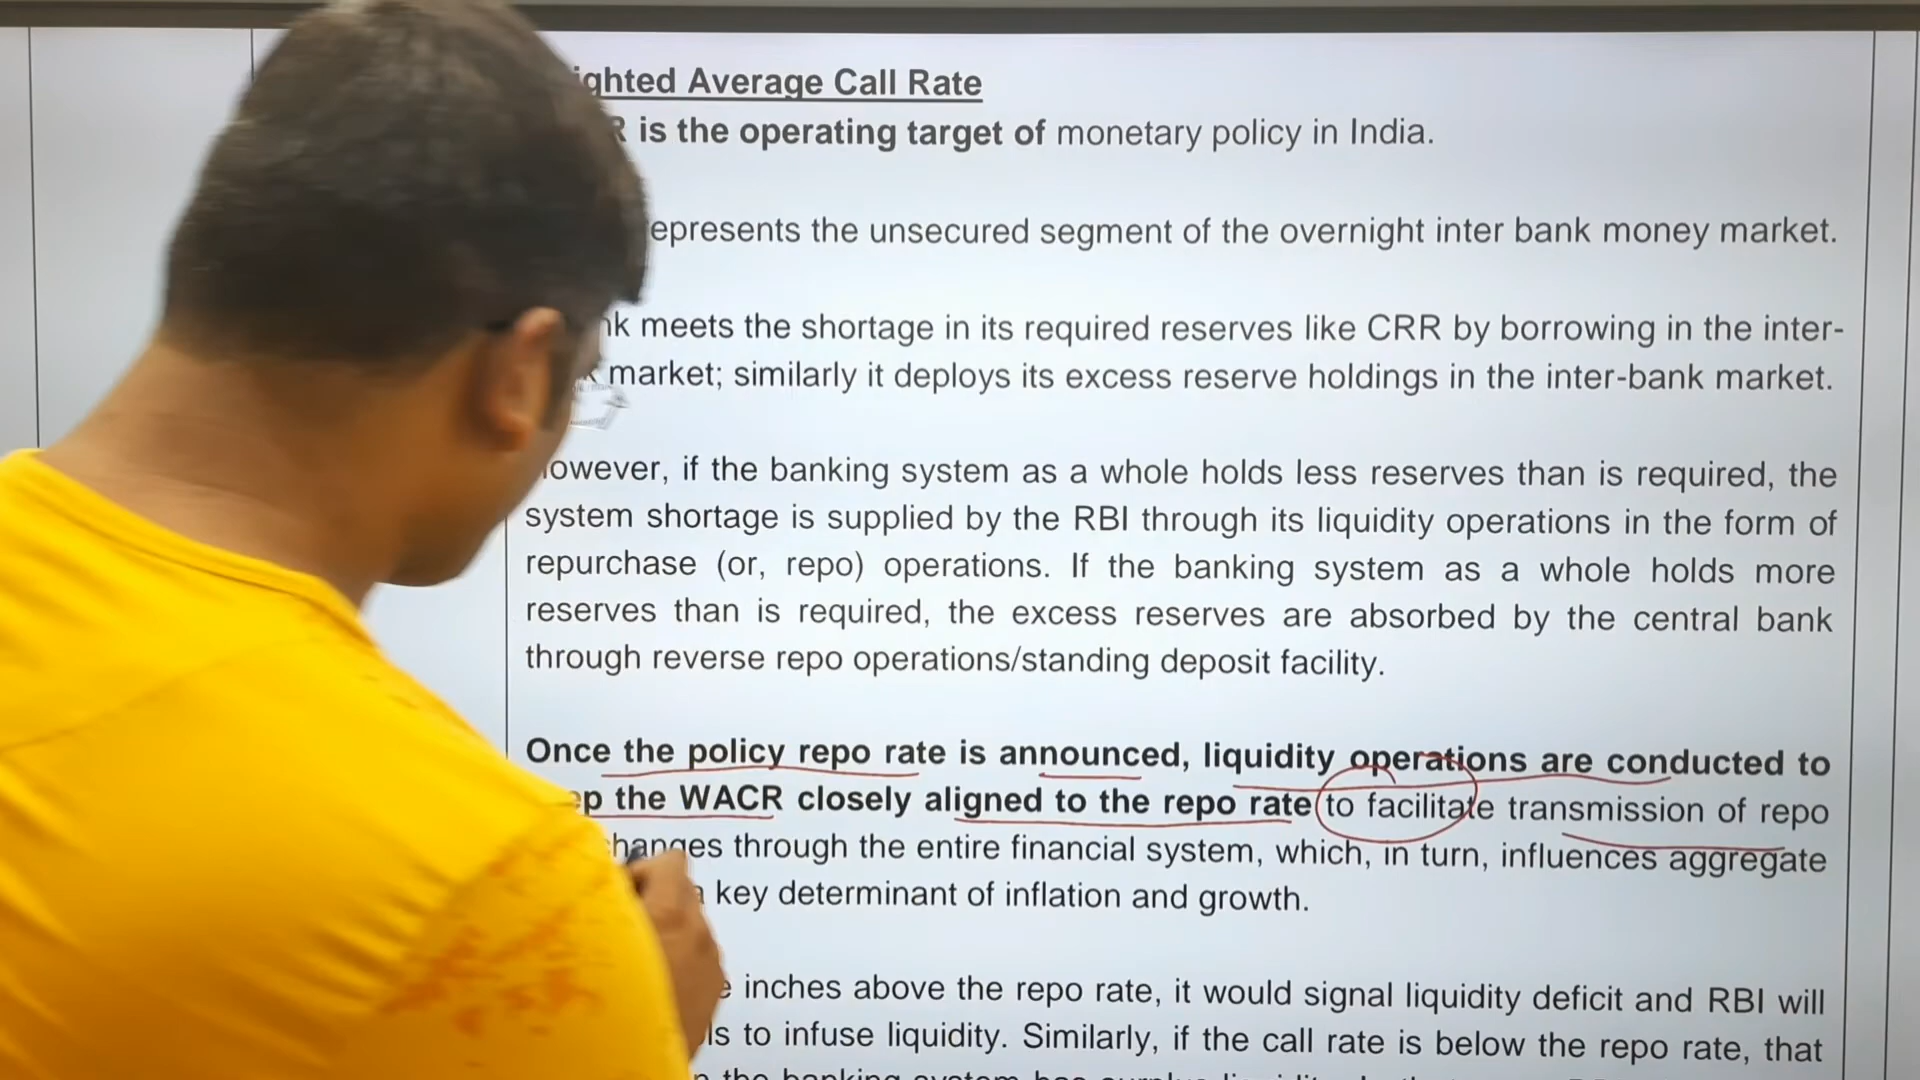 Average Call Rate
is the operating target of monetary policy in India.
the unsecured segment of the overnight inter bank money market.
meets the shortage in its required reserves like CRR by borrowing in the inter-
market; similarly it deploys its excess reserve holdings in the inter-bank market.
if the banking system as a whole holds less reserves than is required, the
system shortage is supplied by the RBI through its liquidity operations in the form of
repurchase (or, repo) operations. If the banking system as a whole holds more
reserves than is required, the excess reserves are absorbed by the central bank
through reverse repo operations/standing deposit facility.
Once the policy repo rate is announced, liquidity operations are conducted to
the WACR closely aligned to the repo rate to facilitate transmission of repo
through the entire financial system, which, in turn, influences aggregate
key determinant of inflation and growth.
inches above the repo rate, it would signal liquidity deficit and RBI will
to infuse liquidity. Similarly, if the call rate is below the repo rate, that